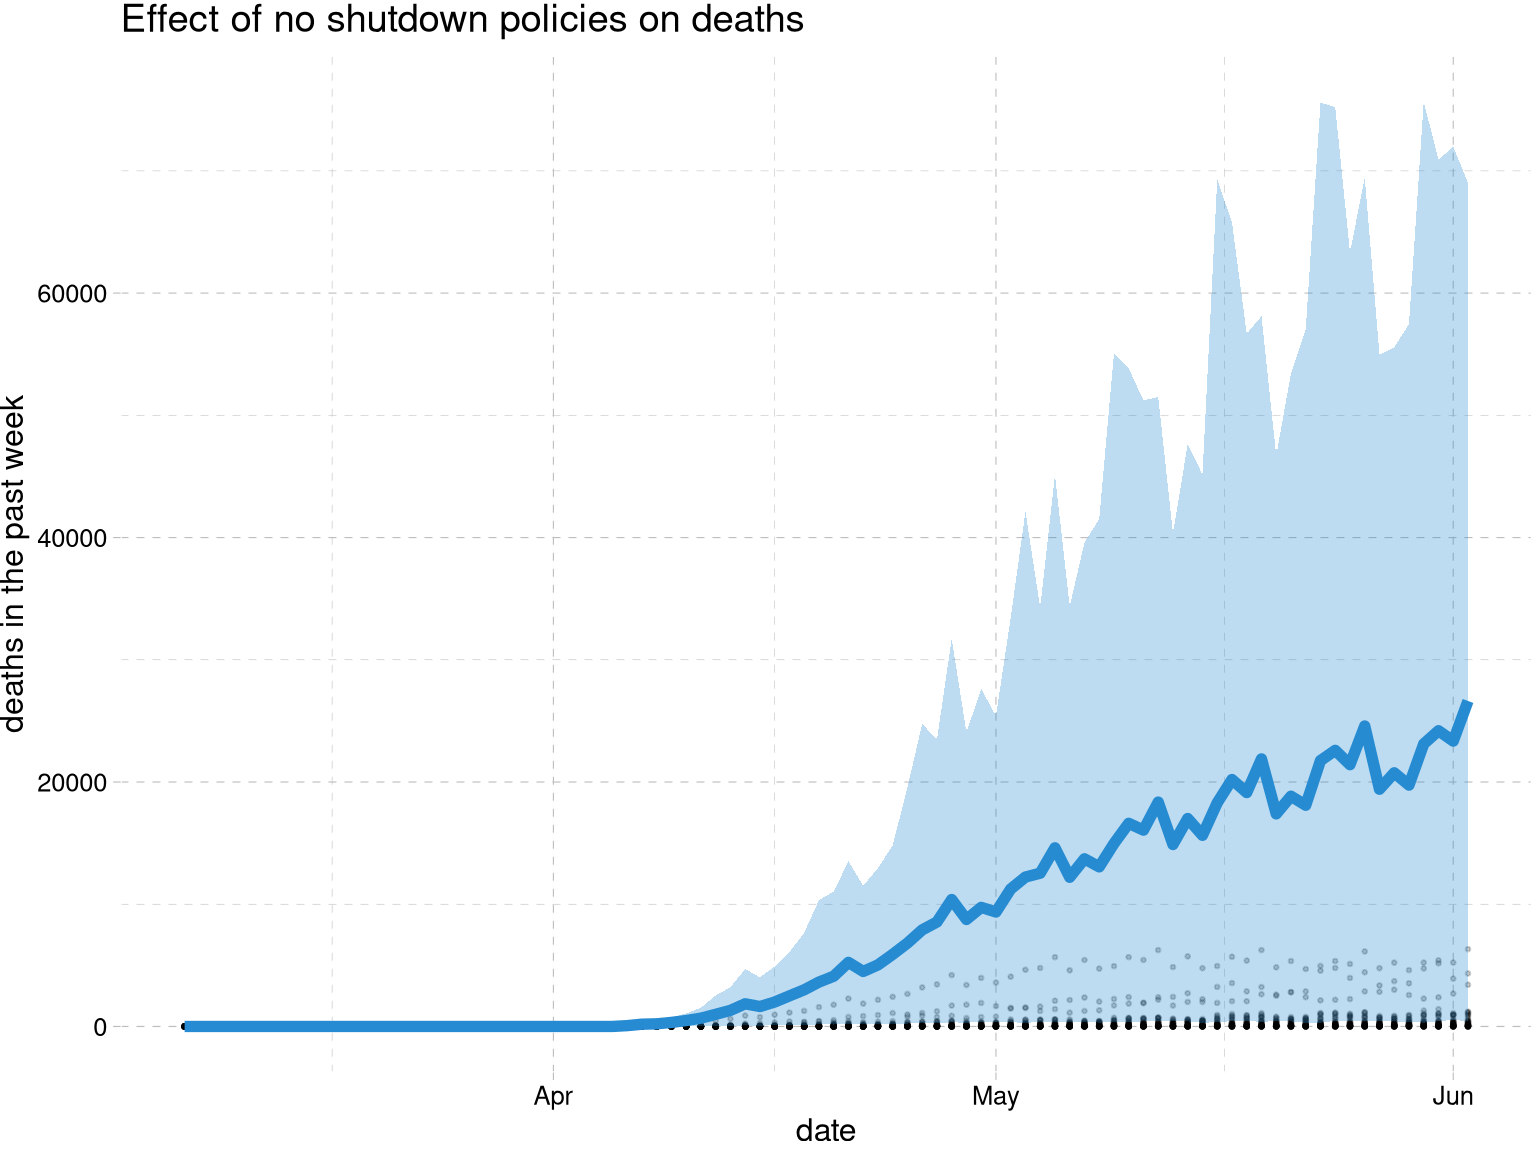 Effect of no shutdown policies on deaths
deaths in the past week
60000
40000
20000
0
Apr
May
Jun
date